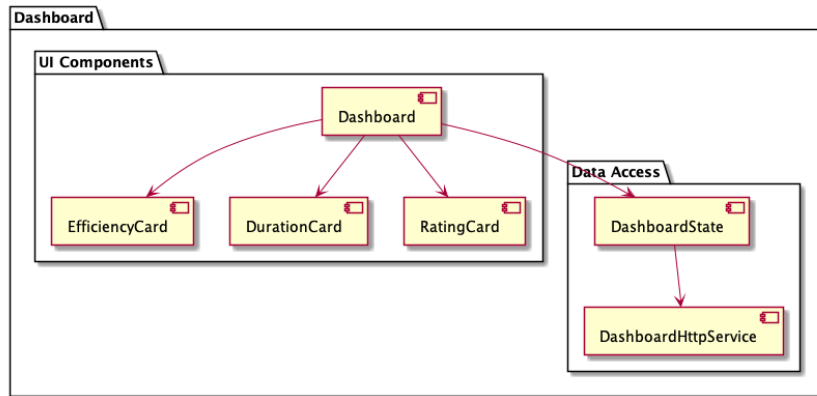 Dashboard
UI Components
Dashboard
Data Access
EfficiencyCard
DurationCard
RatingCard
DashboardState
DashboardHttpService